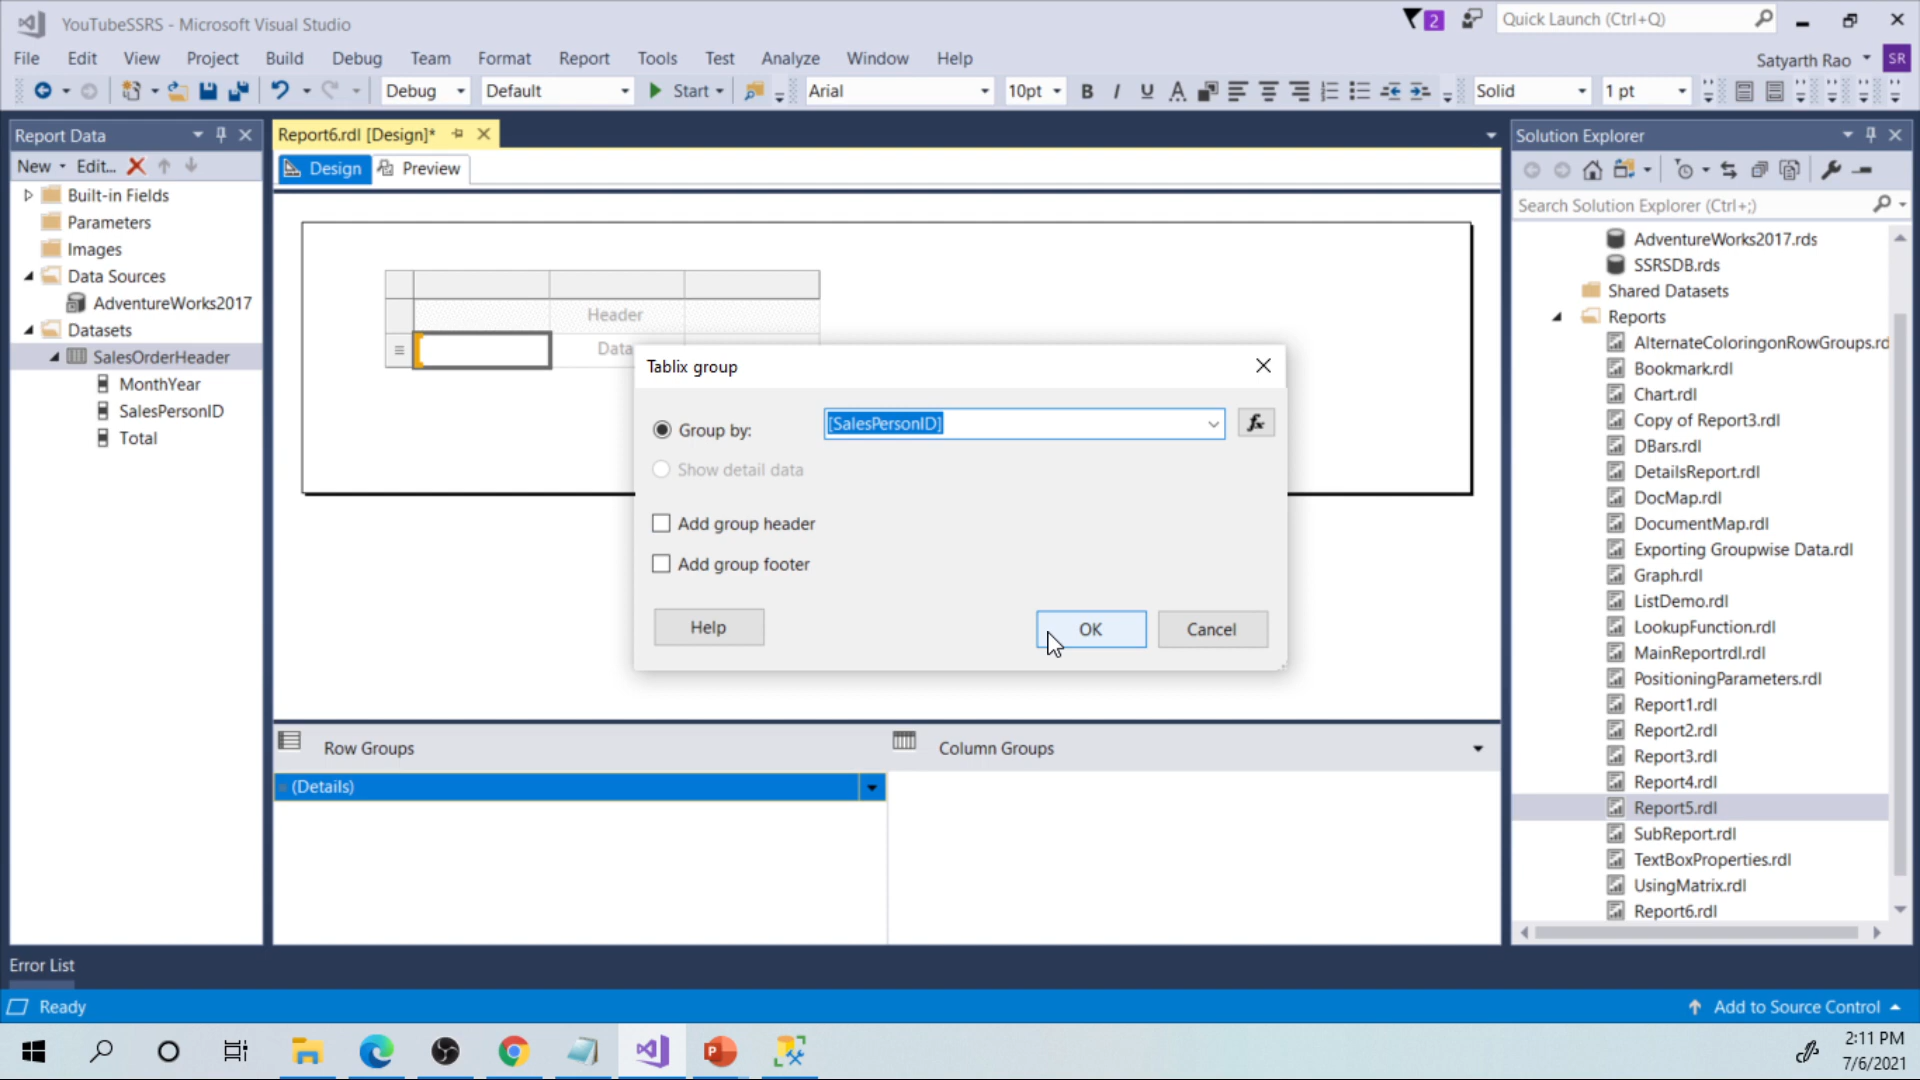 YouTubeSSRS - Microsoft Visual Studio
2
Quick Launch (Ctrl+Q)
File Edit View Project Build Debug Team Format Report Tools Test Analyze Window Help
Satyarth Rao SR
Debug Default Start Arial 10pt B I U A Solid 1 pt
Report Data
New Edit...
Built-in Fields
Parameters
Images
Data Sources
AdventureWorks2017
Datasets
SalesOrderHeader
MonthYear
SalesPersonID
Total
Report6.rdl [Design]*
Design Preview
Header
Data
Tablix group
Group by: [SalesPersonID] fx
Show detail data
Add group header
Add group footer
Help OK Cancel
Row Groups
(Details)
Column Groups
Solution Explorer
Search Solution Explorer (Ctrl+;)
AdventureWorks2017.rds
SSRSDB.rds
Shared Datasets
Reports
AlternateColoringonRowGroups.rd
Bookmark.rdl
Chart.rdl
Copy of Report3.rdl
DBars.rdl
DetailsReport.rdl
DocMap.rdl
DocumentMap.rdl
Exporting Groupwise Data.rdl
Graph.rdl
ListDemo.rdl
LookupFunction.rdl
MainReportrdl.rdl
PositioningParameters.rdl
Report1.rdl
Report2.rdl
Report3.rdl
Report4.rdl
Report5.rdl
SubReport.rdl
TextBoxProperties.rdl
UsingMatrix.rdl
Report6.rdl
Error List
Ready
Add to Source Control
2:11 PM
7/6/2021